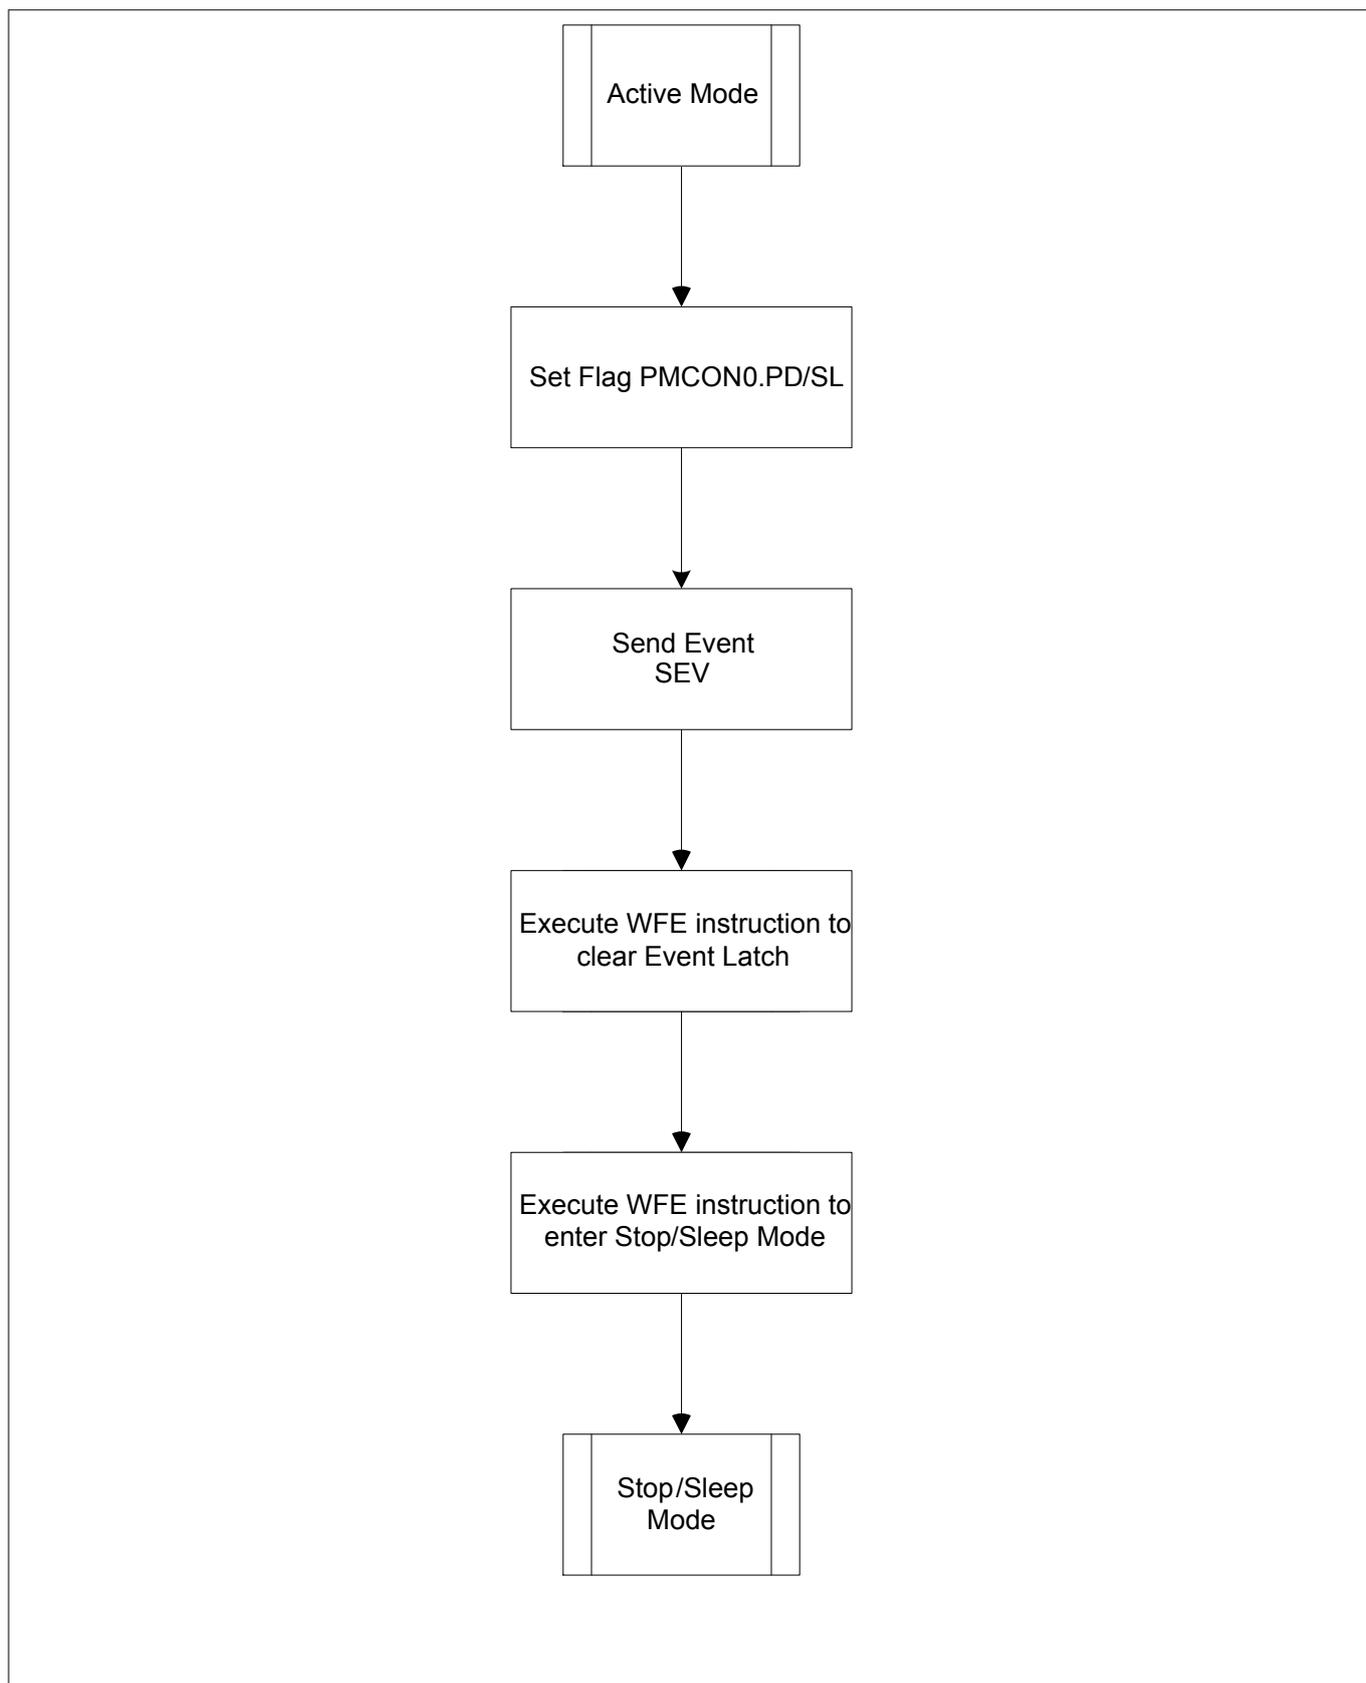 Active Mode
Set Flag PMCON0.PD/SL
Send Event
SEV
Execute WFE instruction to
clear Event Latch
Execute WFE instruction to
enter Stop/Sleep Mode
Stop/Sleep
Mode